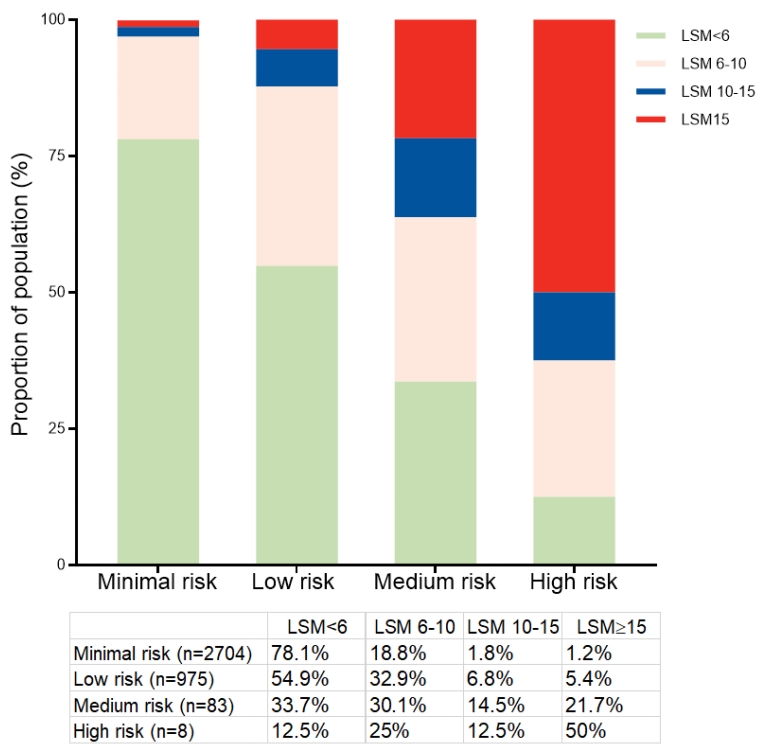 100
75
50
25
0
Proportion of population (%)
LSM<6
LSM 6-10
LSM 10-15
LSM15
Minimal risk Low risk Medium risk High risk
LSM<6 LSM 6-10 LSM 10-15 LSM≥15
Minimal risk (n=2704) 78.1% 18.8% 1.8% 1.2%
Low risk (n=975) 54.9% 32.9% 6.8% 5.4%
Medium risk (n=83) 33.7% 30.1% 14.5% 21.7%
High risk (n=8) 12.5% 25% 12.5% 50%